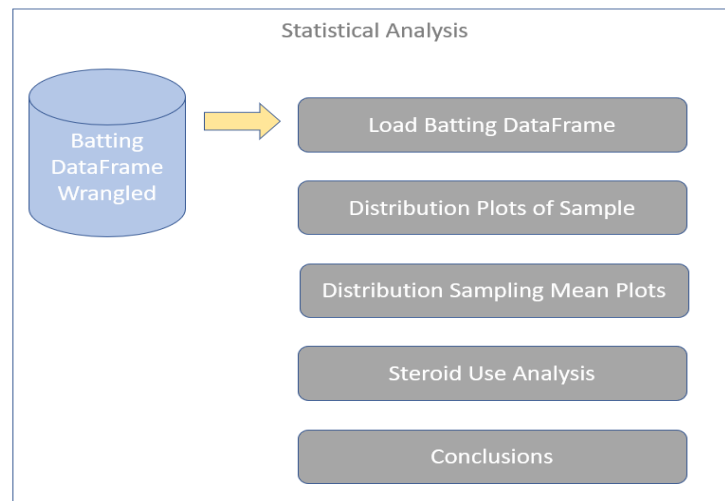 Statistical Analysis
Batting
DataFrame
Wrangled
Load Batting DataFrame
Distribution Plots of Sample
Distribution Sampling Mean Plots
Steroid Use Analysis
Conclusions